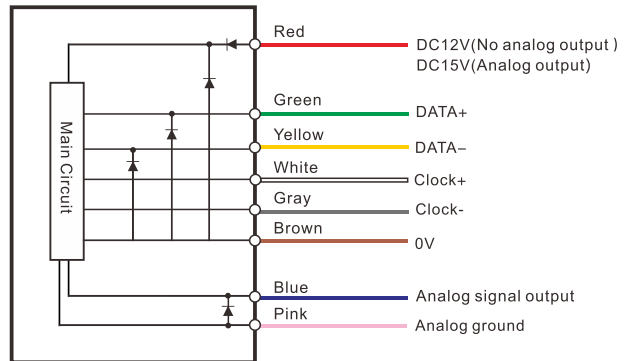 Red
DC12V(No analog output )
DC15V(Analog output)
Green
DATA+
Yellow
DATA–
White
Clock+
Gray
Clock-
Brown
0V
Main Circuit
Blue
Analog signal output
Pink
Analog ground